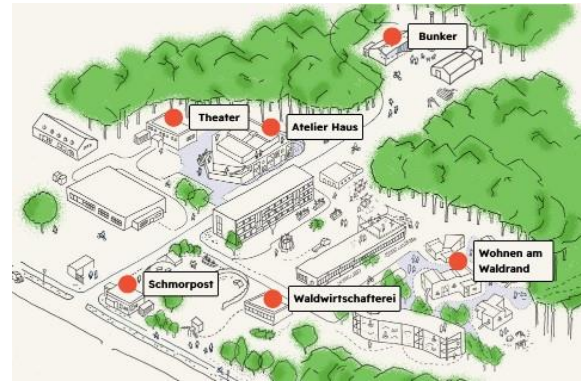 Bunker
Theater
Atelier Haus
Wohnen am
Waldrand
Schmorpost
Waldwirtschafterei